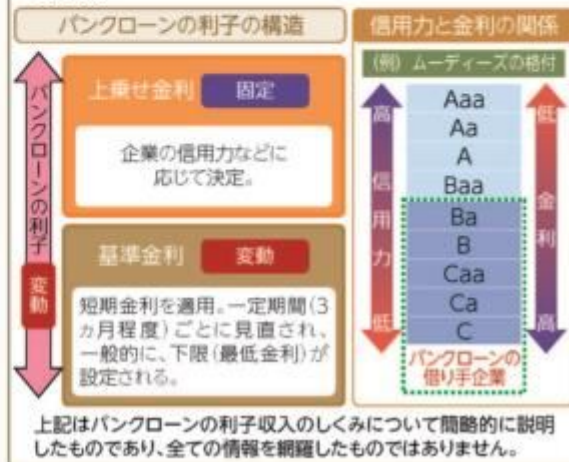 バンクローンの利子の構造
バンクローンの利子
変動
上乗せ金利 固定
企業の信用力などに
応じて決定。
基準金利 変動
短期金利を適用。一定期間(3
ヵ月程度)ごとに見直され、
一般的に、下限(最低金利)が
設定される。
信用力と金利の関係
(例) ムーディーズの格付
高 信用力 低
Aaa
Aa
A
Baa
Ba
B
Caa
Ca
C
低 金利 高
バンクローンの
借り手企業
上記はバンクローンの利子収入のしくみについて簡略的に説明
したものであり、全ての情報を網羅したものではありません。